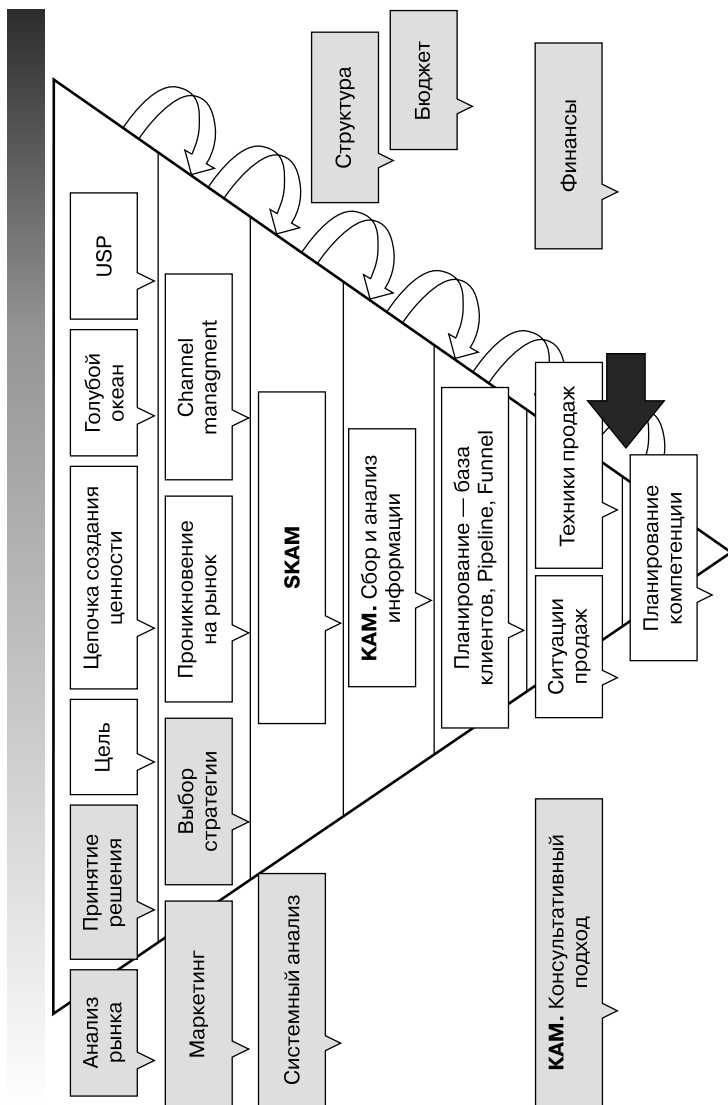 Анализ
рынка
Принятие
решения
Цель
Цепочка создания
ценности
Голубой
океан
USP
Маркетинг
Выбор
стратегии
Проникновение
на рынок
Channel
managment
Системный анализ
SKAM
Структура
КАМ. Сбор и анализ
информации
Бюджет
Планирование — база
клиентов, Pipeline, Funnel
КАМ. Консультативный
подход
Ситуации
продаж
Техники продаж
Финансы
Планирование
компетенции